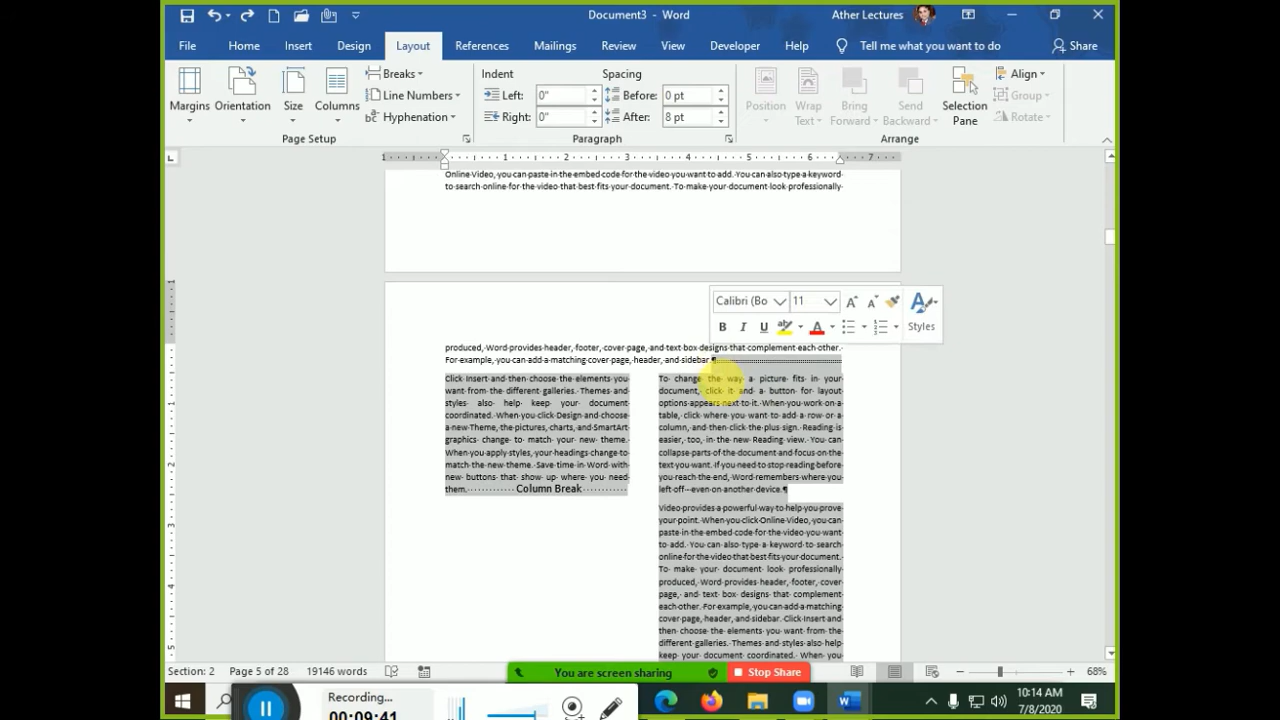 Document3 - Word
Ather Lectures
File Home Insert Design Layout References Mailings Review View Developer Help Tell me what you want to do Share
Margins Orientation Size Columns
Breaks
Line Numbers
Hyphenation
Page Setup
Indent Spacing
Left: 0" Before: 0 pt
Right: 0" After: 8 pt
Paragraph
Position Wrap Text Bring Forward Send Backward Selection Pane
Align
Group
Rotate
Arrange
1 1 2 3 4 5 6 7
Online Video, you can paste in the embed code for the video you want to add. You can also type a keyword
to search online for the video that best fits your document. To make your document look professionally
Calibri (Bo 11
B I U ab A Styles
produced, Word provides header, footer, cover page, and text box designs that complement each other.
For example, you can add a matching cover page, header, and sidebar.¶
Click Insert and then choose the elements you
want from the different galleries. Themes and
styles also help keep your document
coordinated. When you click Design and choose
a new Theme, the pictures, charts, and SmartArt
graphics change to match your new theme.
When you apply styles, your headings change to
match the new theme. Save time in Word with
new buttons that show up where you need
them. Column Break
To change the way a picture fits in your
document, click it and a button for layout
options appears next to it. When you work on a
table, click where you want to add a row or a
column, and then click the plus sign. Reading is
easier, too, in the new Reading view. You can
collapse parts of the document and focus on the
text you want. If you need to stop reading before
you reach the end, Word remembers where you
left off - even on another device.¶
Video provides a powerful way to help you prove
your point. When you click Online Video, you can
paste in the embed code for the video you want
to add. You can also type a keyword to search
online for the video that best fits your document.
To make your document look professionally
produced, Word provides header, footer, cover
page, and text box designs that complement
each other. For example, you can add a matching
cover page, header, and sidebar. Click Insert and
then choose the elements you want from the
different galleries. Themes and styles also help
keep your document coordinated. When you
Section: 2 Page 5 of 28 19146 words
You are screen sharing Stop Share
68%
Recording...
00:09:41
10:14 AM
7/8/2020